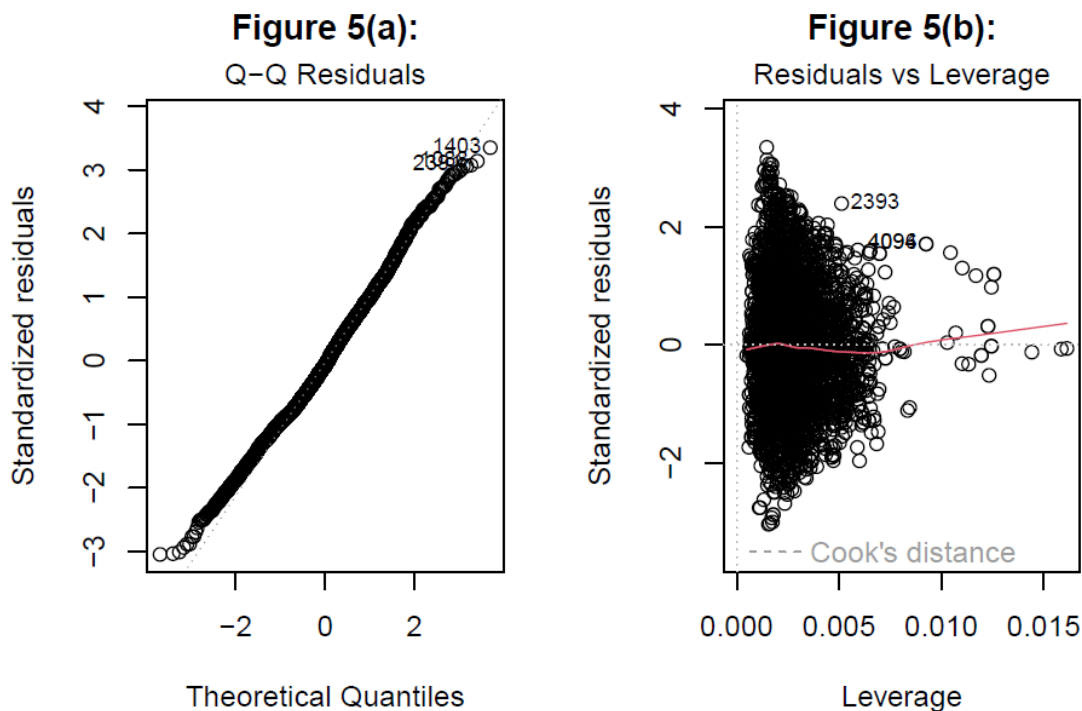 Figure 5(a):
Q−Q Residuals
Standardized residuals
4
3
2
1
0
−1
−2
−3
1403
2391
−2
0
2
Theoretical Quantiles
Figure 5(b):
Residuals vs Leverage
Standardized residuals
4
2
0
−2
2393
4094
Cook's distance
0.000
0.005
0.010
0.015
Leverage